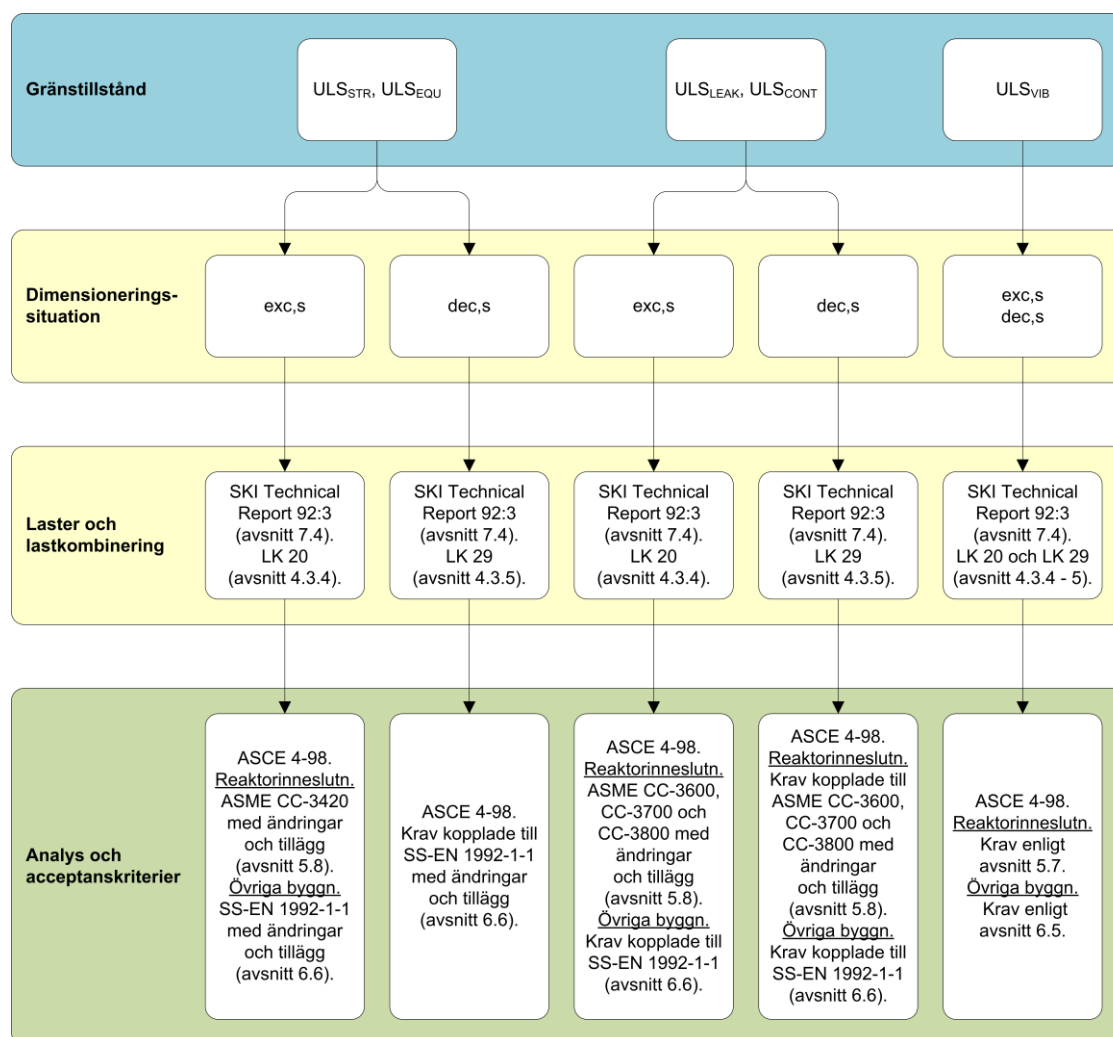 Gränstillstånd
ULSSTR, ULSEQU
ULSLEAK, ULSCONT
ULSVIB
Dimensionerings-
situation
exc,s
dec,s
exc,s
dec,s
exc,s
dec,s
Laster och
lastkombinering
SKI Technical
Report 92:3
(avsnitt 7.4).
LK 20
(avsnitt 4.3.4).
SKI Technical
Report 92:3
(avsnitt 7.4).
LK 29
(avsnitt 4.3.5).
SKI Technical
Report 92:3
(avsnitt 7.4).
LK 20
(avsnitt 4.3.4).
SKI Technical
Report 92:3
(avsnitt 7.4).
LK 29
(avsnitt 4.3.5).
SKI Technical
Report 92:3
(avsnitt 7.4).
LK 20 och LK 29
(avsnitt 4.3.4 - 5).
Analys och
acceptanskriterier
ASCE 4-98.
Reaktorinneslutn.
ASME CC-3420
med ändringar
och tillägg
(avsnitt 5.8).
Övriga byggn.
SS-EN 1992-1-1
med ändringar
och tillägg
(avsnitt 6.6).
ASCE 4-98.
Krav kopplade till
SS-EN 1992-1-1
med ändringar
och tillägg
(avsnitt 6.6).
ASCE 4-98.
Reaktorinneslutn.
ASME CC-3600,
CC-3700 och
CC-3800 med
ändringar
och tillägg
(avsnitt 5.8).
Övriga byggn.
Krav kopplade till
SS-EN 1992-1-1
(avsnitt 6.6).
ASCE 4-98.
Reaktorinneslutn.
Krav kopplade till
ASME CC-3600,
CC-3700 och
CC-3800 med
ändringar
och tillägg
(avsnitt 5.8).
Övriga byggn.
Krav kopplade till
SS-EN 1992-1-1
(avsnitt 6.6).
ASCE 4-98.
Reaktorinneslutn.
Krav enligt
avsnitt 5.7.
Övriga byggn.
Krav enligt
avsnitt 6.5.